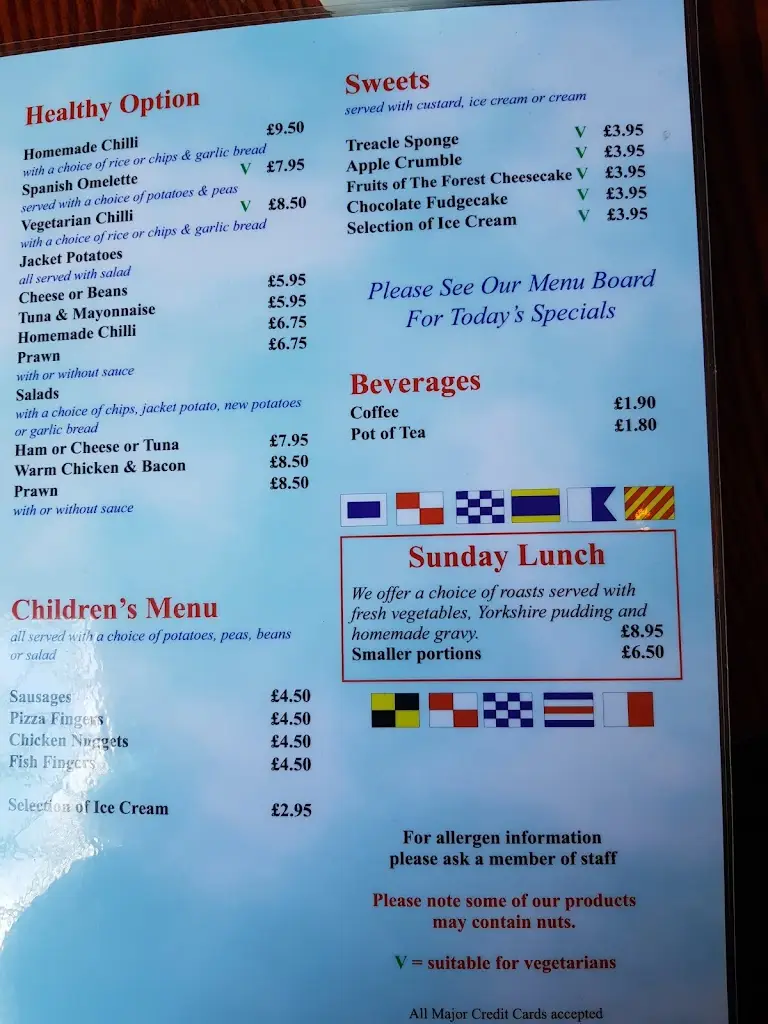 Healthy Option
Homemade Chilli £9.50
with a choice of rice or chips & garlic bread
Spanish Omelette V £7.95
served with a choice of potatoes & peas
Vegetarian Chilli V £8.50
with a choice of rice or chips & garlic bread
Jacket Potatoes
all served with salad
Cheese or Beans £5.95
Tuna & Mayonnaise £5.95
Homemade Chilli £6.75
Prawn £6.75
with or without sauce
Salads
with a choice of chips, jacket potato, new potatoes
or garlic bread
Ham or Cheese or Tuna £7.95
Warm Chicken & Bacon £8.50
Prawn £8.50
with or without sauce
Children's Menu
all served with a choice of potatoes, peas, beans
or salad
Sausages £4.50
Pizza Fingers £4.50
Chicken Nuggets £4.50
Fish Fingers £4.50
Selection of Ice Cream £2.95
Sweets
served with custard, ice cream or cream
Treacle Sponge V £3.95
Apple Crumble V £3.95
Fruits of The Forest Cheesecake V £3.95
Chocolate Fudgecake V £3.95
Selection of Ice Cream V £3.95
Please See Our Menu Board
For Today's Specials
Beverages
Coffee £1.90
Pot of Tea £1.80
Sunday Lunch
We offer a choice of roasts served with
fresh vegetables, Yorkshire pudding and
homemade gravy. £8.95
Smaller portions £6.50
For allergen information
please ask a member of staff
Please note some of our products
may contain nuts.
V = suitable for vegetarians
All Major Credit Cards accepted